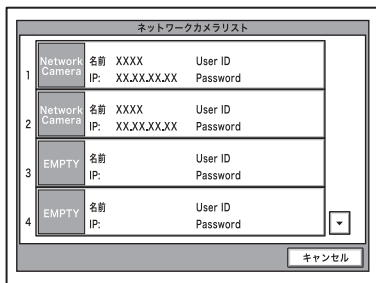 ネットワークカメラリスト
1 Network Camera 名前 XXXX User ID
IP: XX.XX.XX.XX Password
2 Network Camera 名前 XXXX User ID
IP: XX.XX.XX.XX Password
3 EMPTY 名前 User ID
IP: Password
4 EMPTY 名前 User ID
IP: Password
キャンセル